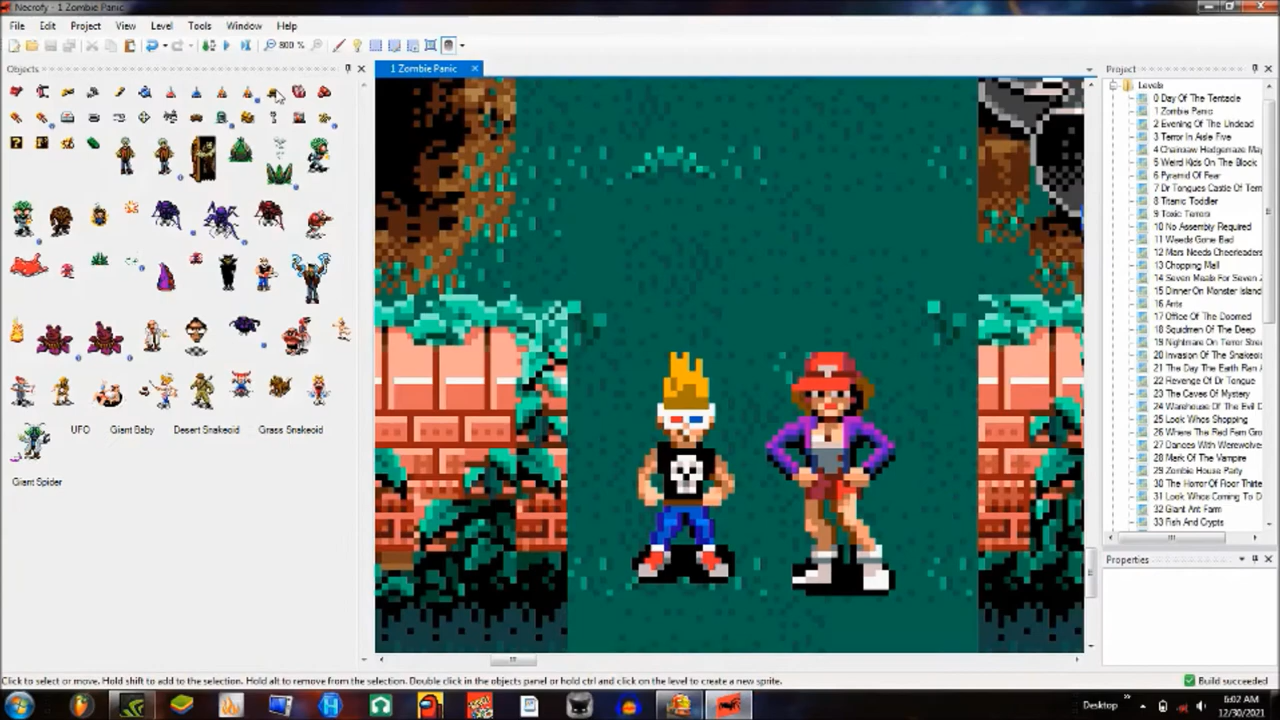 Necrofy - 1 Zombie Panic
File Edit Project View Level Tools Window Help
800 %
Objects
1 Zombie Panic
Project
Levels
0 Day Of The Tentacle
1 Zombie Panic
2 Evening Of The Undead
3 Terror In Aisle Five
4 Chainsaw Hedgemaze
5 Weird Kids On The Block
6 Pyramid Of Fear
7 Dr Tongues Castle Of
8 Titanic Toddler
9 Toxic Terrors
10 No Assembly Required
11 Weeds Gone Bad
12 Mars Needs Cheerleaders
13 Chopping Mall
14 Seven Meals For Seven
15 Dinner On Monster Island
16 Ants
17 Office Of The Doomed
18 Squidmen Of The Deep
19 Nightmare On Terror
20 Invasion Of The
21 The Day The Earth Ran
22 Revenge Of Dr Tongue
23 The Caves Of Mystery
24 Warehouse Of The Evil D
25 Look Whos Shopping
26 Where The Red Fern
27 Dances With
28 Mark Of The Vampire
29 Zombie House Party
30 The Horror Of Floor
31 Look Whos Coming To D
32 Giant Ant Farm
33 Fish And Crypts
UFO Giant Baby Desert Snakeoid Grass Snakeoid
Giant Spider
Properties
Click to select or move. Hold shift to add to the selection. Hold alt to remove from the selection. Double click in the objects panel or hold ctrl and click on the level to create a new sprite.
Build succeeded
Desktop
6:02 AM
12/30/2021